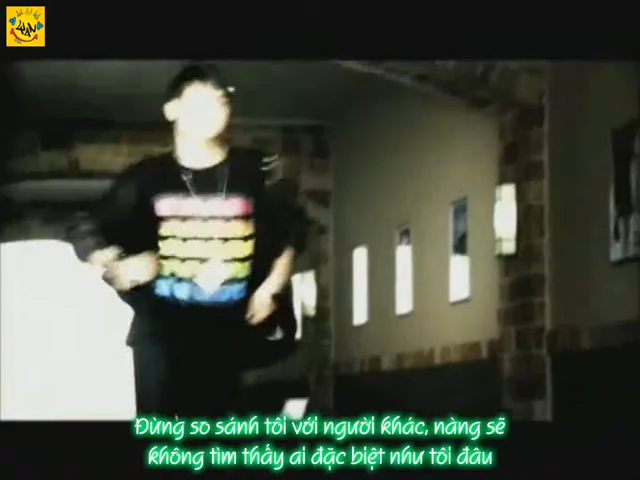 Đừng so sánh tôi với người khác, nàng sẽ
không tìm thấy ai đặc biệt như tôi đâu